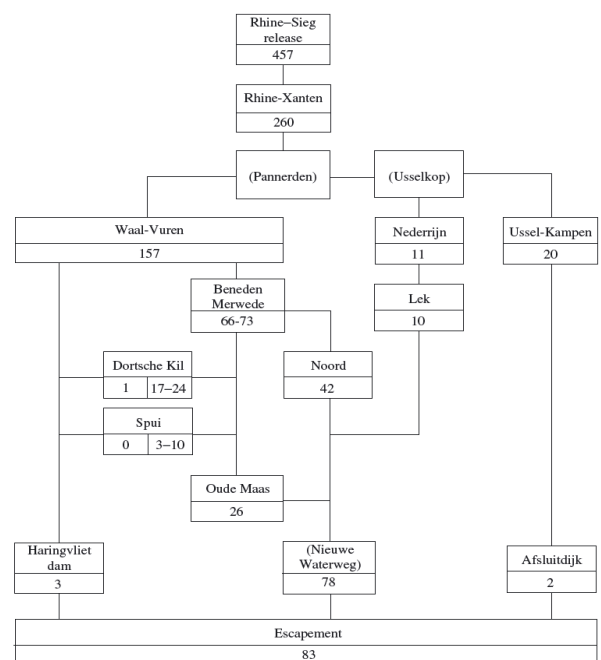 Rhine–Sieg
release
457
Rhine-Xanten
260
(Pannerden)
(Usselkop)
Waal-Vuren
157
Nederrijn
11
Ussel-Kampen
20
Beneden
Merwede
66-73
Lek
10
Dortsche Kil
1 17–24
Noord
42
Spui
0 3–10
Oude Maas
26
Haringvliet
dam
3
(Nieuwe
Waterweg)
78
Afsluitdijk
2
Escapement
83